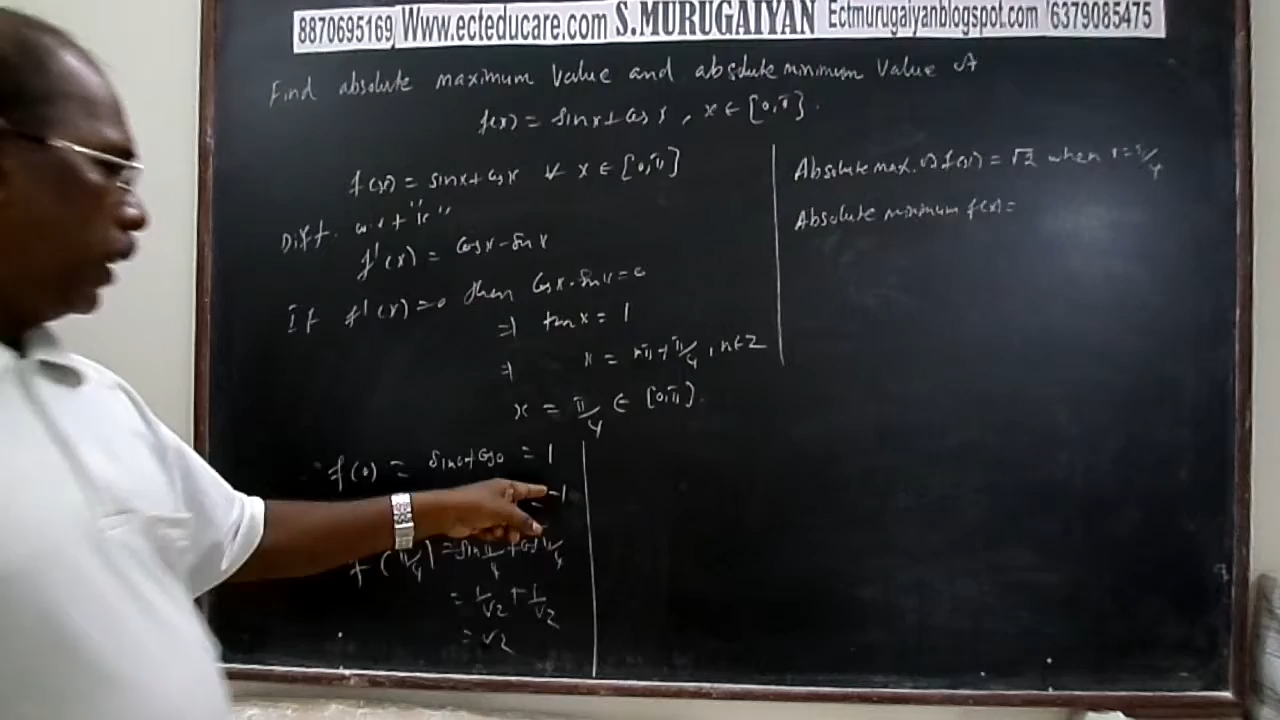 8870695169 Www.ecteducare.com S.MURUGAIYAN Ectmurugaiyanblogspot.com '6379085475
Find absolute maximum value and absolute minimum value of
f(x) = sinx + cos x , x ∈ [0,π] .
f(x) = sinx + cosx ∀ x ∈ [0,π]
Diff. w.r.t "x"
f'(x) = cosx - sin x
If f'(x) = 0 then cosx - sin x = 0
⇒ tan x = 1
⇒ x = nπ + π/4 , n ∈ Z
x = π/4 ∈ [0,π].
f(0) = sin0 + cos0 = 1
= -1
f(π/4) = sin π/4 + cos π/4
= 1/√2 + 1/√2
= √2
Absolute max. of f(x) = √2 when x = π/4
Absolute minimum f(x) =